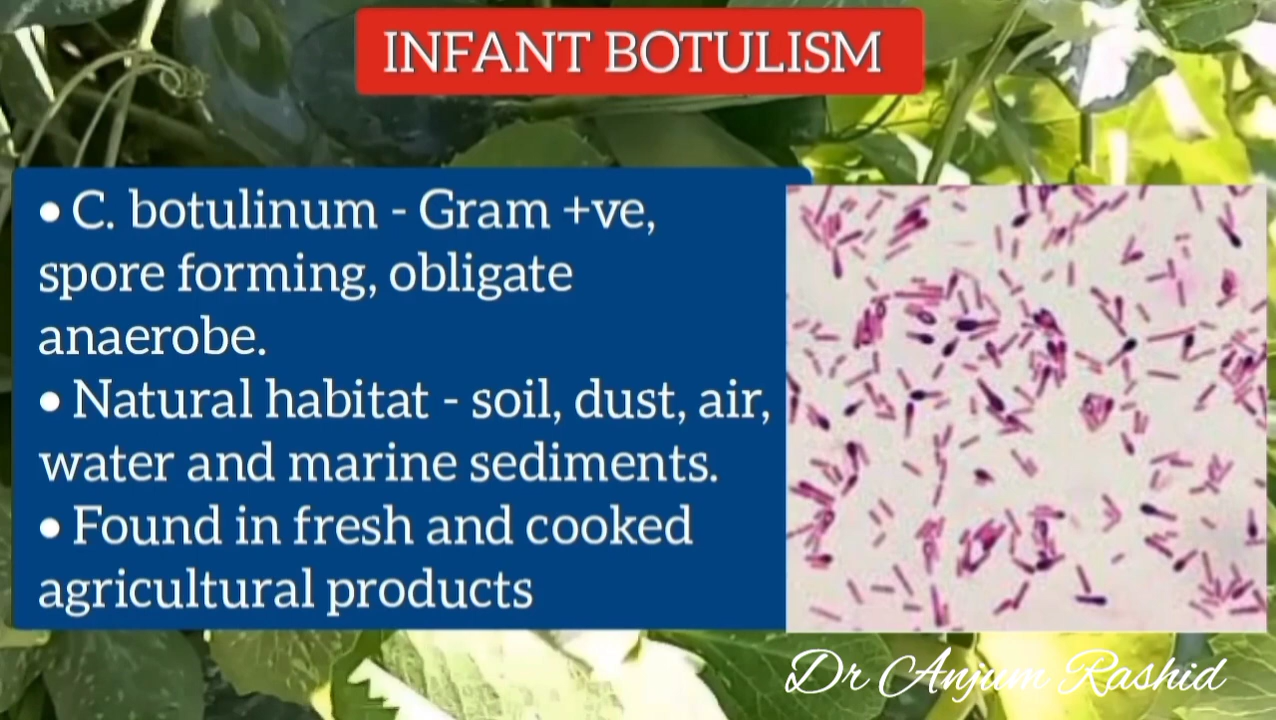 INFANT BOTULISM
• C. botulinum - Gram +ve,
spore forming, obligate
anaerobe.
• Natural habitat - soil, dust, air,
water and marine sediments.
• Found in fresh and cooked
agricultural products
Dr Anjum Rashid